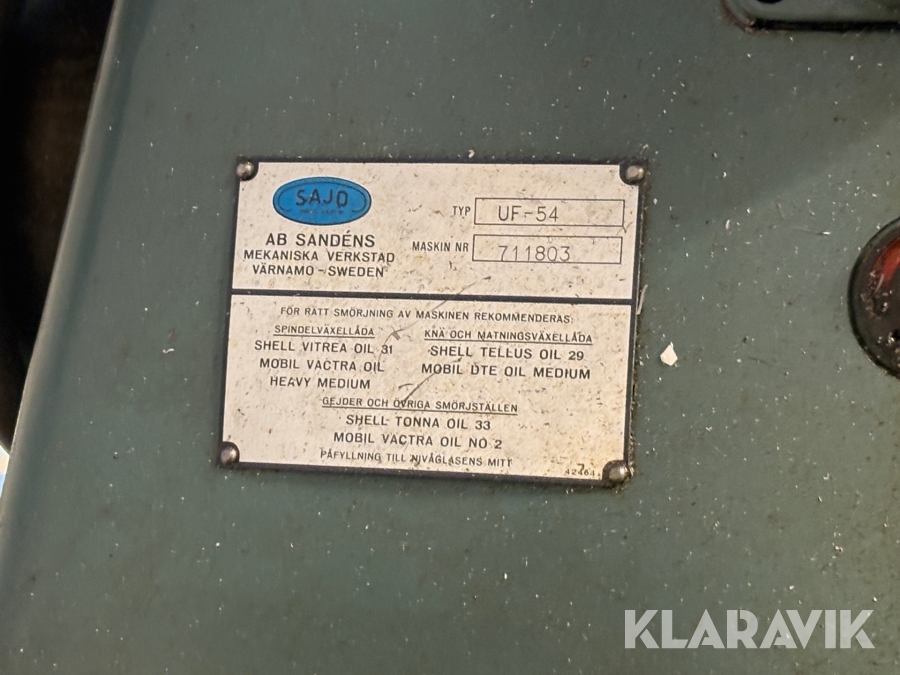 SAJO
TYP UF-54
AB SANDÉNS
MEKANISKA VERKSTAD
VÄRNAMO - SWEDEN
MASKIN NR 711803
FÖR RÄTT SMÖRJNING AV MASKINEN REKOMMENDERAS:
SPINDELVÄXELLÅDA
SHELL VITREA OIL 31
MOBIL VACTRA OIL
HEAVY MEDIUM
KNÄ OCH MATNINGSVÄXELLÅDA
SHELL TELLUS OIL 29
MOBIL DTE OIL MEDIUM
GEJDER OCH ÖVRIGA SMÖRJSTÄLLEN
SHELL TONNA OIL 33
MOBIL VACTRA OIL NO 2
PÅFYLLNING TILL NIVÅGLASENS MITT
KLARAVIK